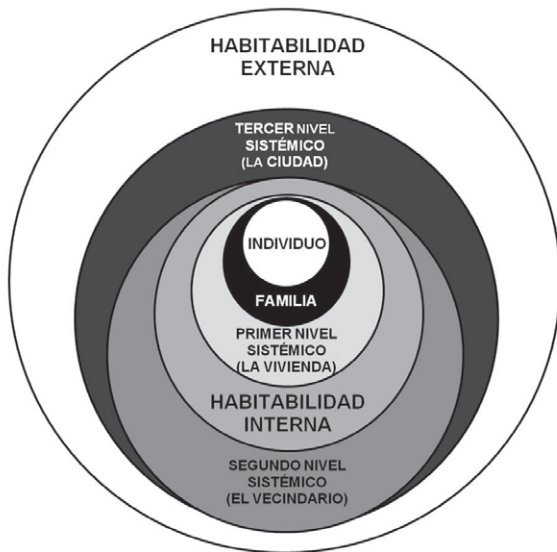 HABITABILIDAD
EXTERNA
TERCER NIVEL
SISTÉMICO
(LA CIUDAD)
INDIVIDUO
FAMILIA
PRIMER NIVEL
SISTÉMICO
(LA VIVIENDA)
HABITABILIDAD
INTERNA
SEGUNDO NIVEL
SISTÉMICO
(EL VECINDARIO)